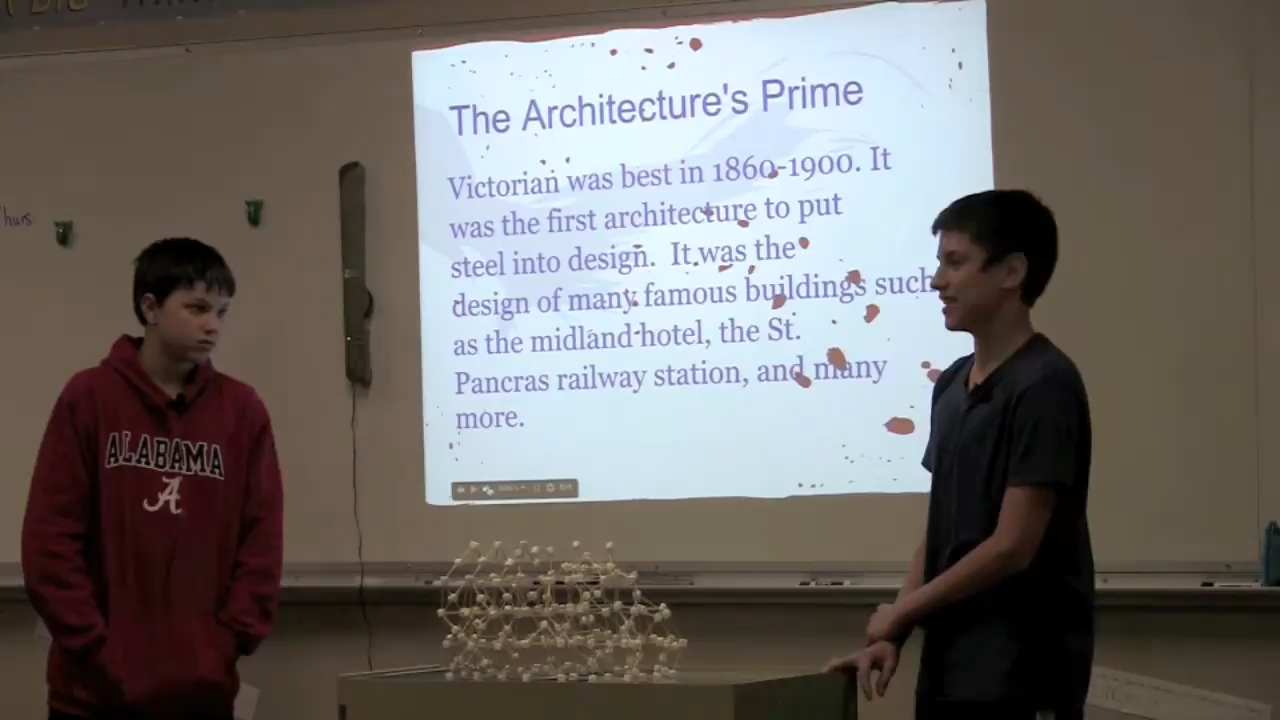 The Architecture's Prime
Victorian was best in 1860-1900. It
was the first architecture to put
steel into design. It was the
design of many famous buildings such
as the midland hotel, the St.
Pancras railway station, and many
more.
Thurs
ALABAMA
A